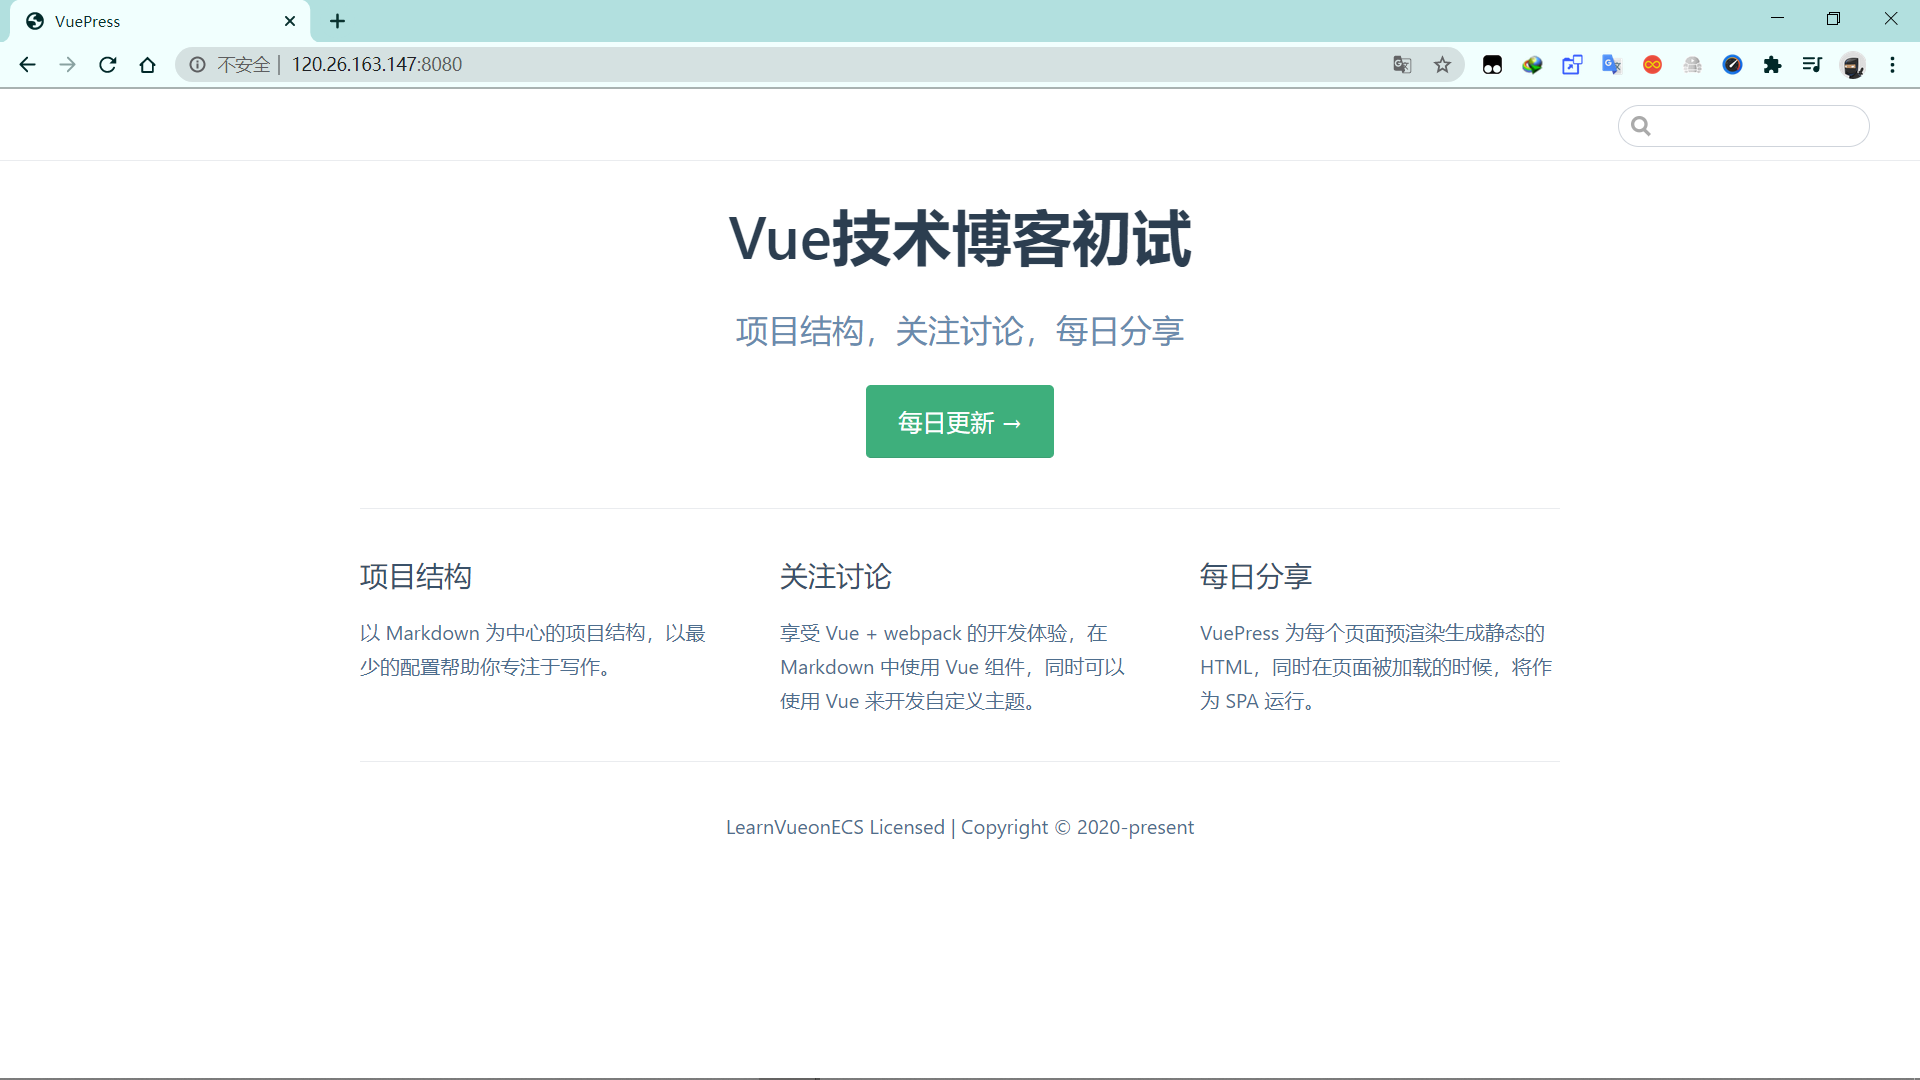 VuePress
不安全 | 120.26.163.147:8080
Vue技术博客初试
项目结构，关注讨论，每日分享
每日更新 →
项目结构
以 Markdown 为中心的项目结构，以最
少的配置帮助你专注于写作。
关注讨论
享受 Vue + webpack 的开发体验，在
Markdown 中使用 Vue 组件，同时可以
使用 Vue 来开发自定义主题。
每日分享
VuePress 为每个页面预渲染生成静态的
HTML，同时在页面被加载的时候，将作
为 SPA 运行。
LearnVueonECS Licensed | Copyright © 2020-present